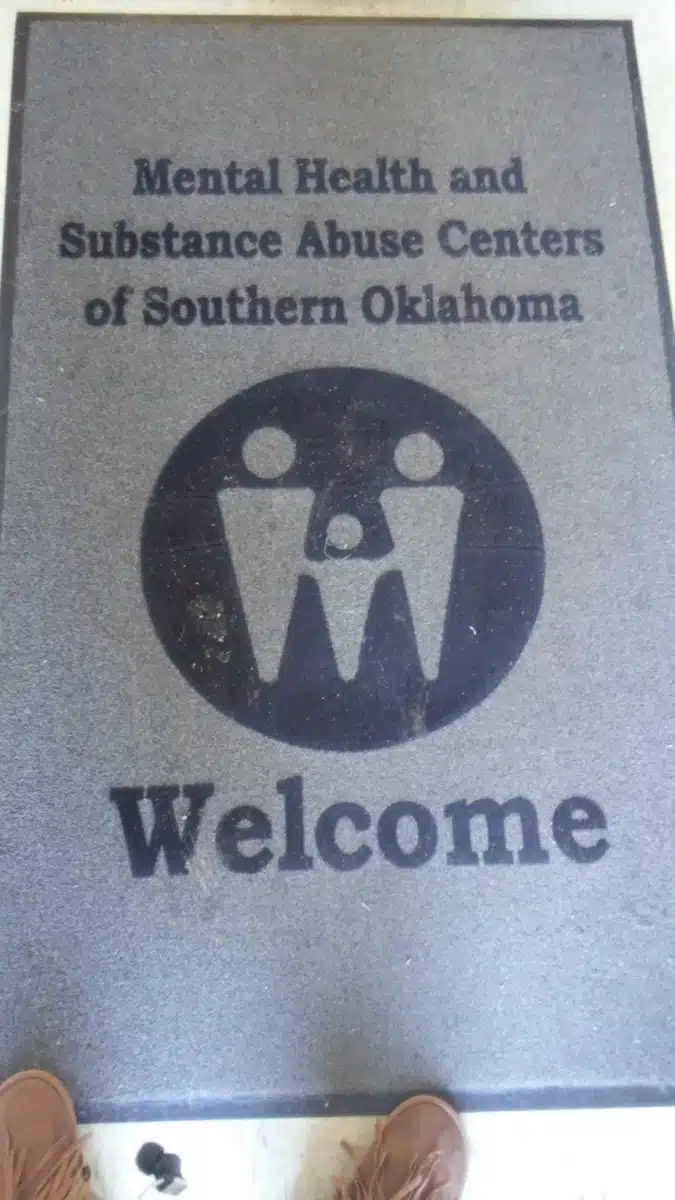 Mental Health and
Substance Abuse Centers
of Southern Oklahoma
Welcome